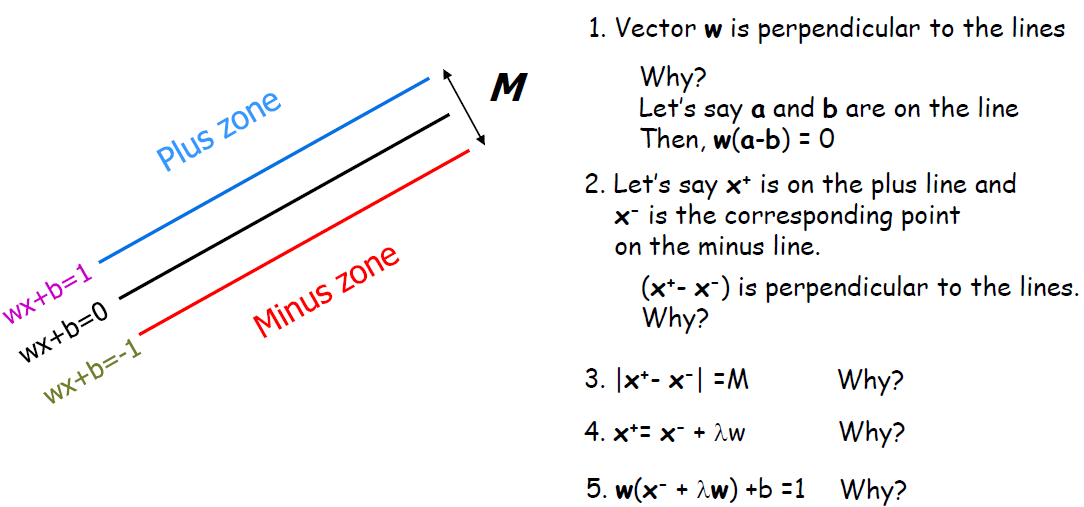 M
Plus zone
wx+b=1
wx+b=0
wx+b=-1
Minus zone
1. Vector w is perpendicular to the lines
Why?
Let's say a and b are on the line
Then, w(a-b) = 0
2. Let's say x⁺ is on the plus line and
x⁻ is the corresponding point
on the minus line.
(x⁺- x⁻) is perpendicular to the lines.
Why?
3. |x⁺- x⁻| =M Why?
4. x⁺= x⁻ + λw Why?
5. w(x⁻ + λw) +b =1 Why?